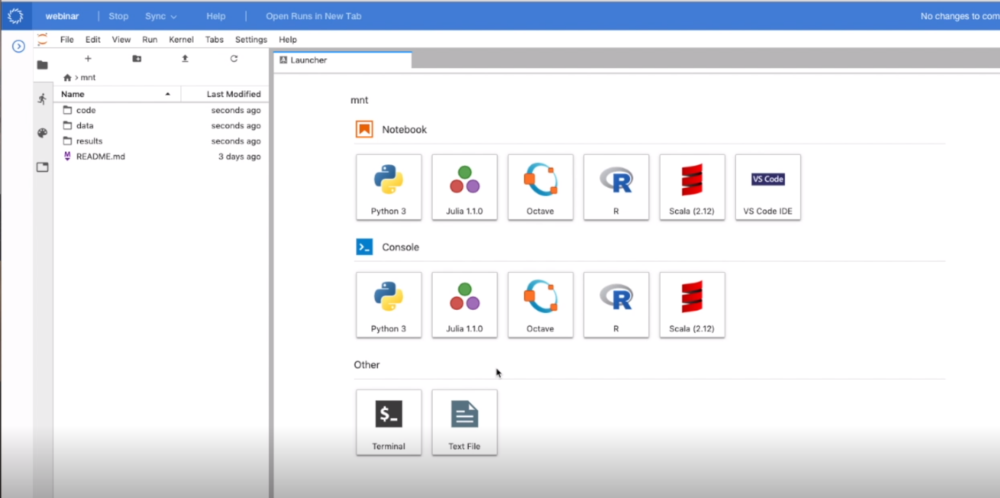 webinar | Stop Sync Help | Open Runs in New Tab No changes to com
File Edit View Run Kernel Tabs Settings Help
Launcher
> mnt
Name Last Modified
code seconds ago
data seconds ago
results seconds ago
README.md 3 days ago
mnt
Notebook
Python 3 Julia 1.1.0 Octave R Scala (2.12) VS Code VS Code IDE
Console
Python 3 Julia 1.1.0 Octave R Scala (2.12)
Other
$_
Terminal Text File